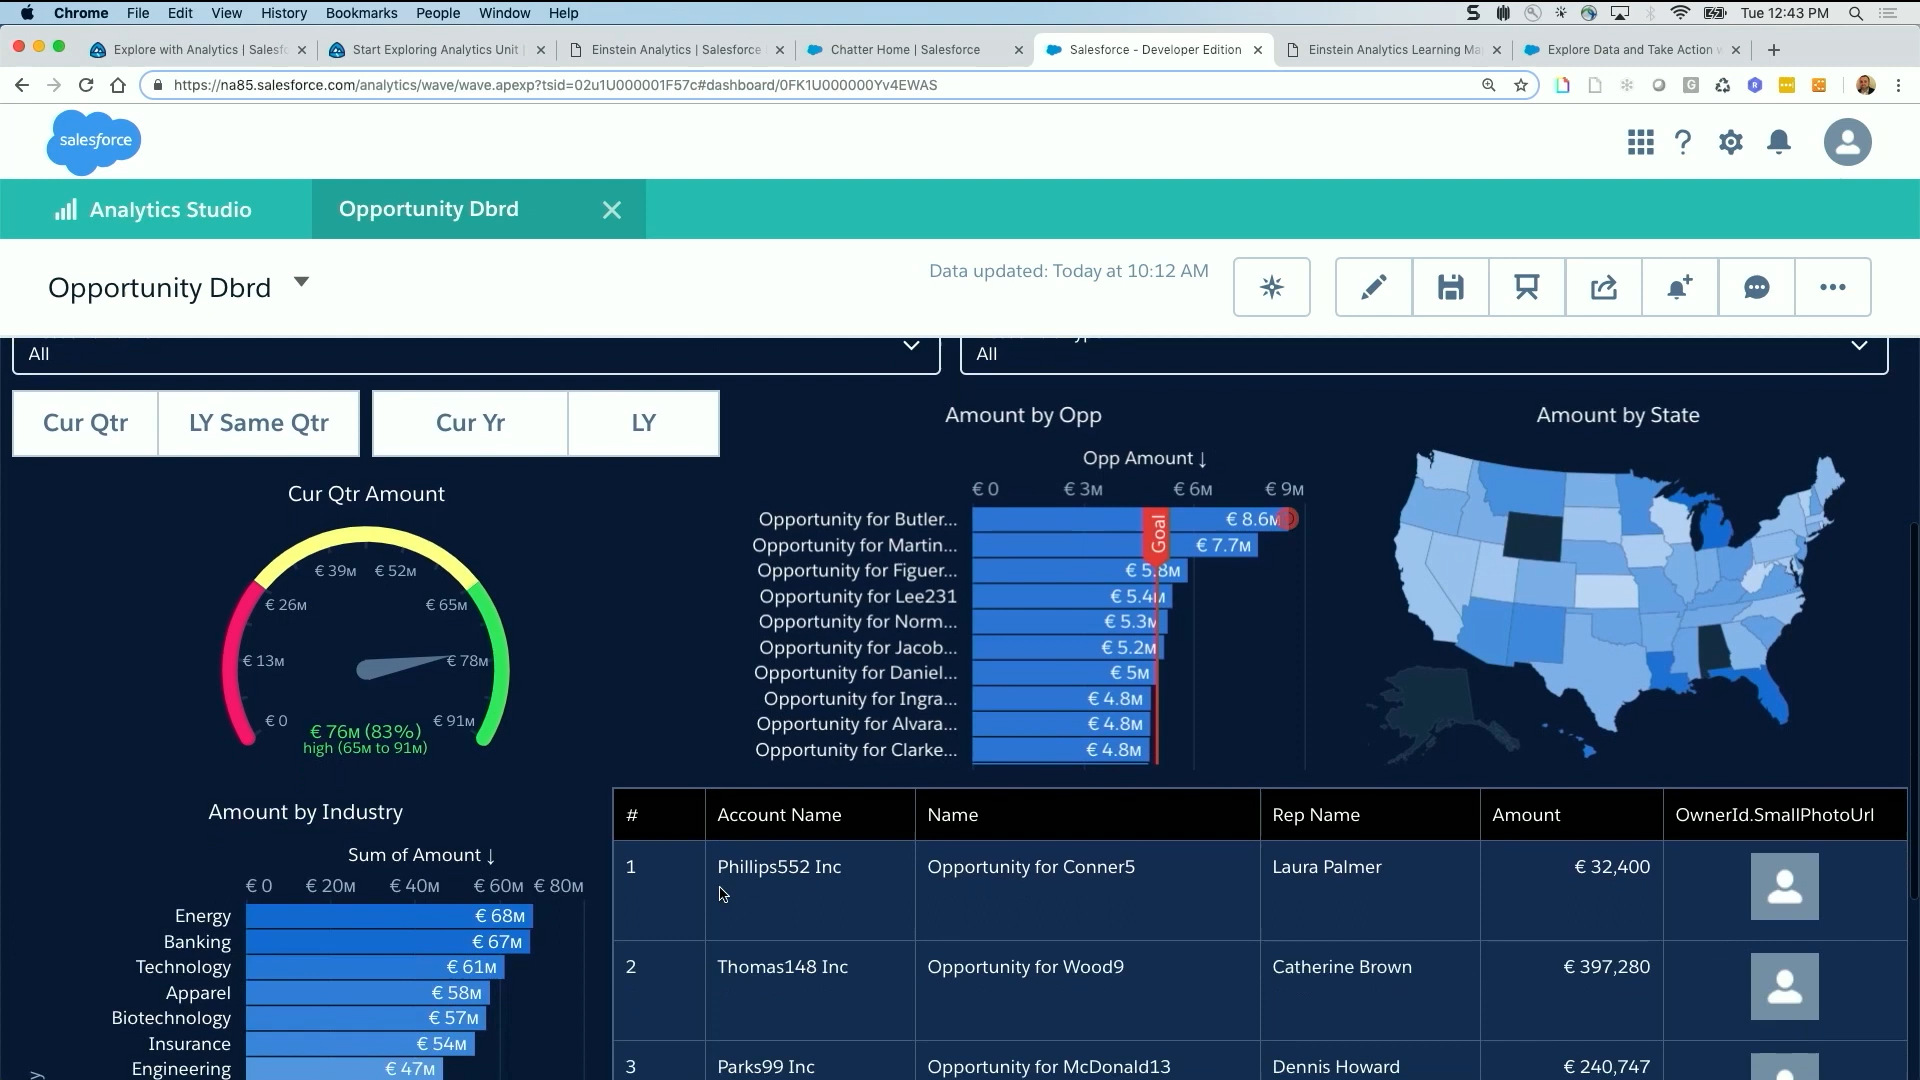 Chrome File Edit View History Bookmarks People Window Help Tue 12:43 PM
Explore with Analytics | Salesf Start Exploring Analytics Unit Einstein Analytics | Salesforce Chatter Home | Salesforce Salesforce - Developer Edition Einstein Analytics Learning Ma Explore Data and Take Action w
https://na85.salesforce.com/analytics/wave/wave.apexp?tsid=02u1U000001F57c#dashboard/0FK1U000000Yv4EWAS
salesforce
Analytics Studio Opportunity Dbrd
Opportunity Dbrd
Data updated: Today at 10:12 AM
All
All
Cur Qtr LY Same Qtr Cur Yr LY
Cur Qtr Amount
€ 0
€ 13M
€ 26M
€ 39M
€ 52M
€ 65M
€ 78M
€ 91M
€ 76M (83%)
high (65M to 91M)
Amount by Opp
Opp Amount ↓
€ 0 € 3M € 6M € 9M
Goal
Opportunity for Butler... € 8.6M
Opportunity for Martin... € 7.7M
Opportunity for Figuer... € 5.8M
Opportunity for Lee231 € 5.4M
Opportunity for Norm... € 5.3M
Opportunity for Jacob... € 5.2M
Opportunity for Daniel... € 5M
Opportunity for Ingra... € 4.8M
Opportunity for Alvara... € 4.8M
Opportunity for Clarke... € 4.8M
Amount by State
Amount by Industry
Sum of Amount ↓
€ 0 € 20M € 40M € 60M € 80M
Energy € 68M
Banking € 67M
Technology € 61M
Apparel € 58M
Biotechnology € 57M
Insurance € 54M
Engineering € 47M
# Account Name Name Rep Name Amount OwnerId.SmallPhotoUrl
1 Phillips552 Inc Opportunity for Conner5 Laura Palmer € 32,400
2 Thomas148 Inc Opportunity for Wood9 Catherine Brown € 397,280
3 Parks99 Inc Opportunity for McDonald13 Dennis Howard € 240,747